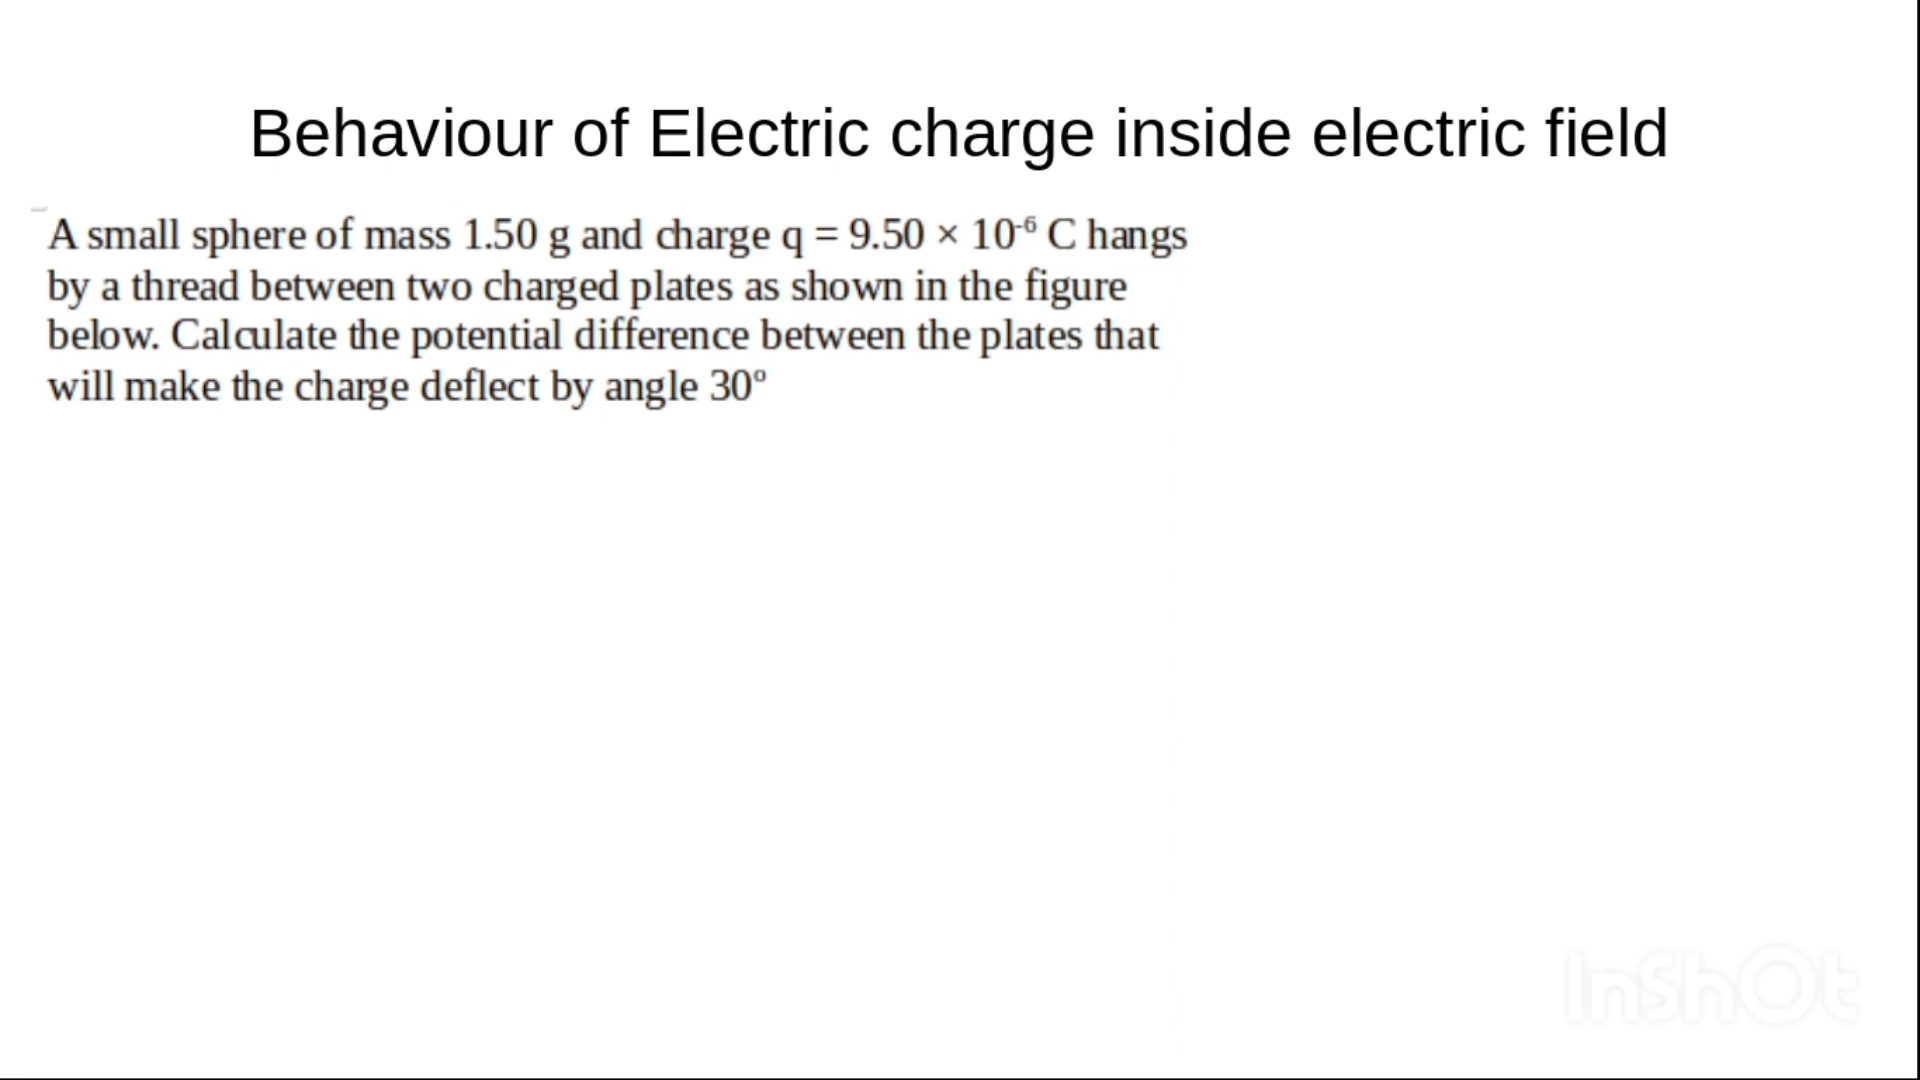 Behaviour of Electric charge inside electric field
A small sphere of mass 1.50 g and charge q = 9.50 × 10⁻⁶ C hangs
by a thread between two charged plates as shown in the figure
below. Calculate the potential difference between the plates that
will make the charge deflect by angle 30º
InShOt